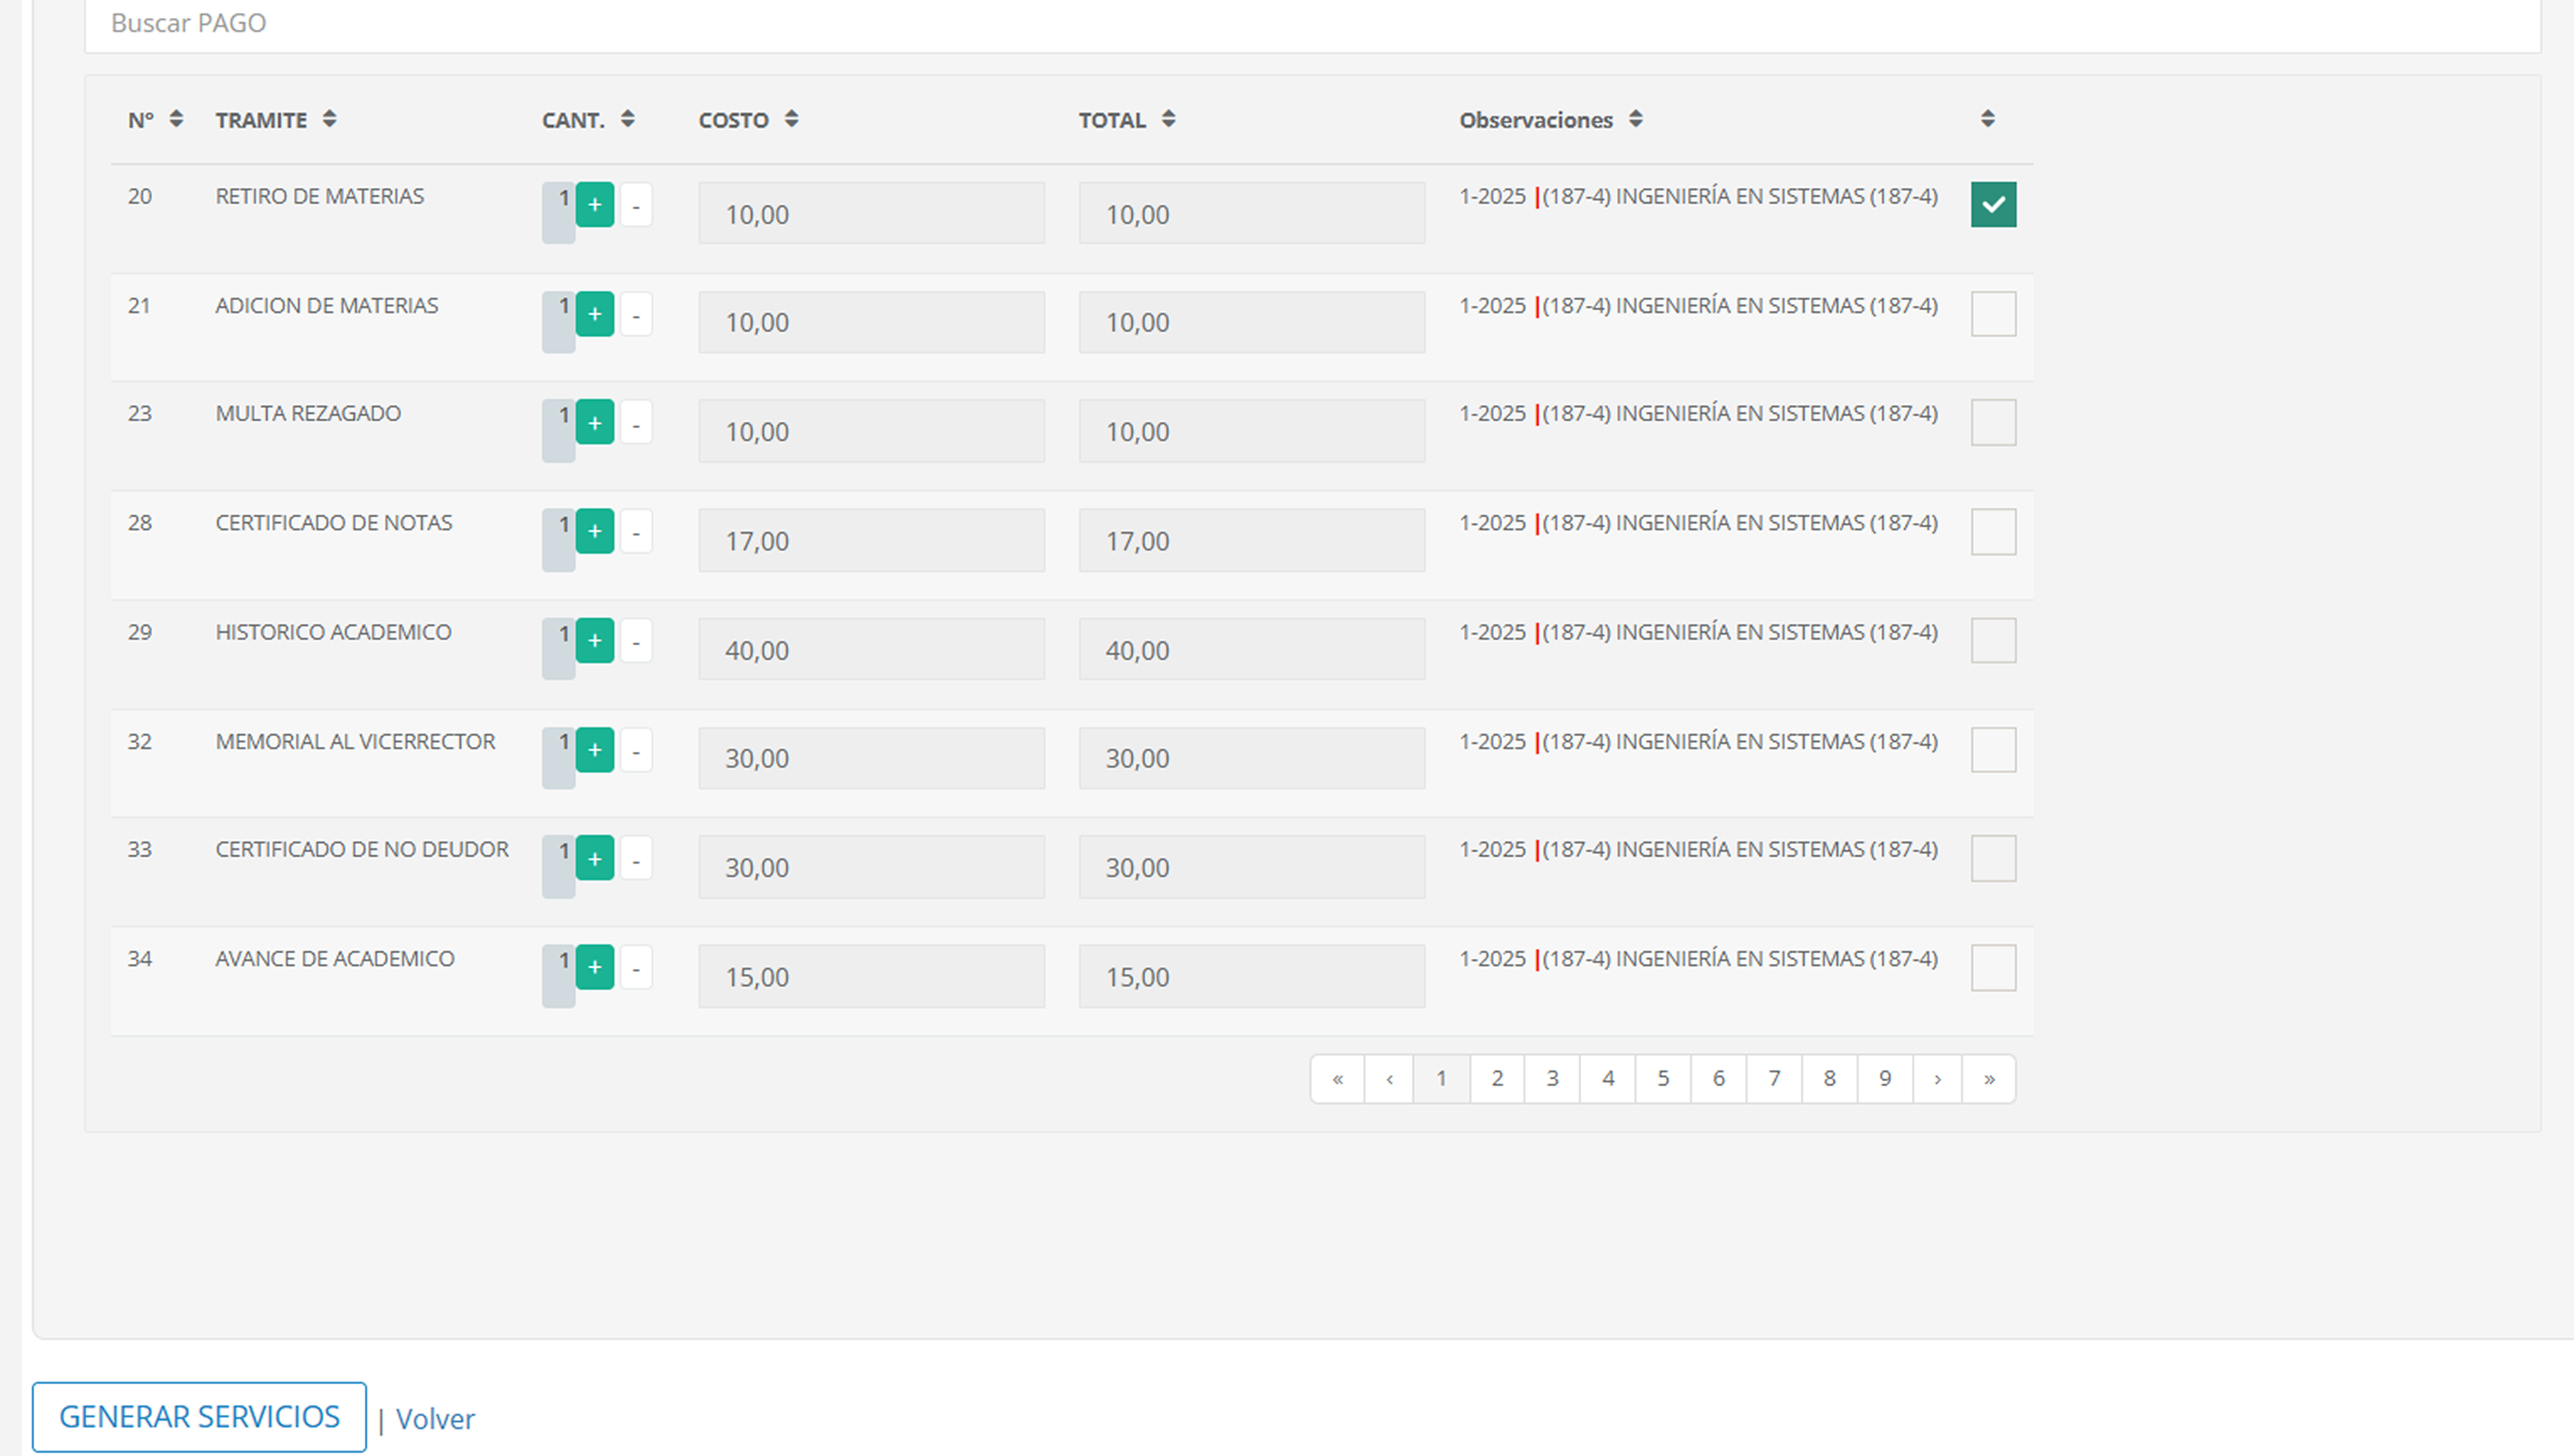 Buscar PAGO
N° TRAMITE CANT. COSTO TOTAL Observaciones
20 RETIRO DE MATERIAS 1 + - 10,00 10,00 1-2025 |(187-4) INGENIERÍA EN SISTEMAS (187-4)
21 ADICION DE MATERIAS 1 + - 10,00 10,00 1-2025 |(187-4) INGENIERÍA EN SISTEMAS (187-4)
23 MULTA REZAGADO 1 + - 10,00 10,00 1-2025 |(187-4) INGENIERÍA EN SISTEMAS (187-4)
28 CERTIFICADO DE NOTAS 1 + - 17,00 17,00 1-2025 |(187-4) INGENIERÍA EN SISTEMAS (187-4)
29 HISTORICO ACADEMICO 1 + - 40,00 40,00 1-2025 |(187-4) INGENIERÍA EN SISTEMAS (187-4)
32 MEMORIAL AL VICERRECTOR 1 + - 30,00 30,00 1-2025 |(187-4) INGENIERÍA EN SISTEMAS (187-4)
33 CERTIFICADO DE NO DEUDOR 1 + - 30,00 30,00 1-2025 |(187-4) INGENIERÍA EN SISTEMAS (187-4)
34 AVANCE DE ACADEMICO 1 + - 15,00 15,00 1-2025 |(187-4) INGENIERÍA EN SISTEMAS (187-4)
« ‹ 1 2 3 4 5 6 7 8 9 › »
GENERAR SERVICIOS | Volver